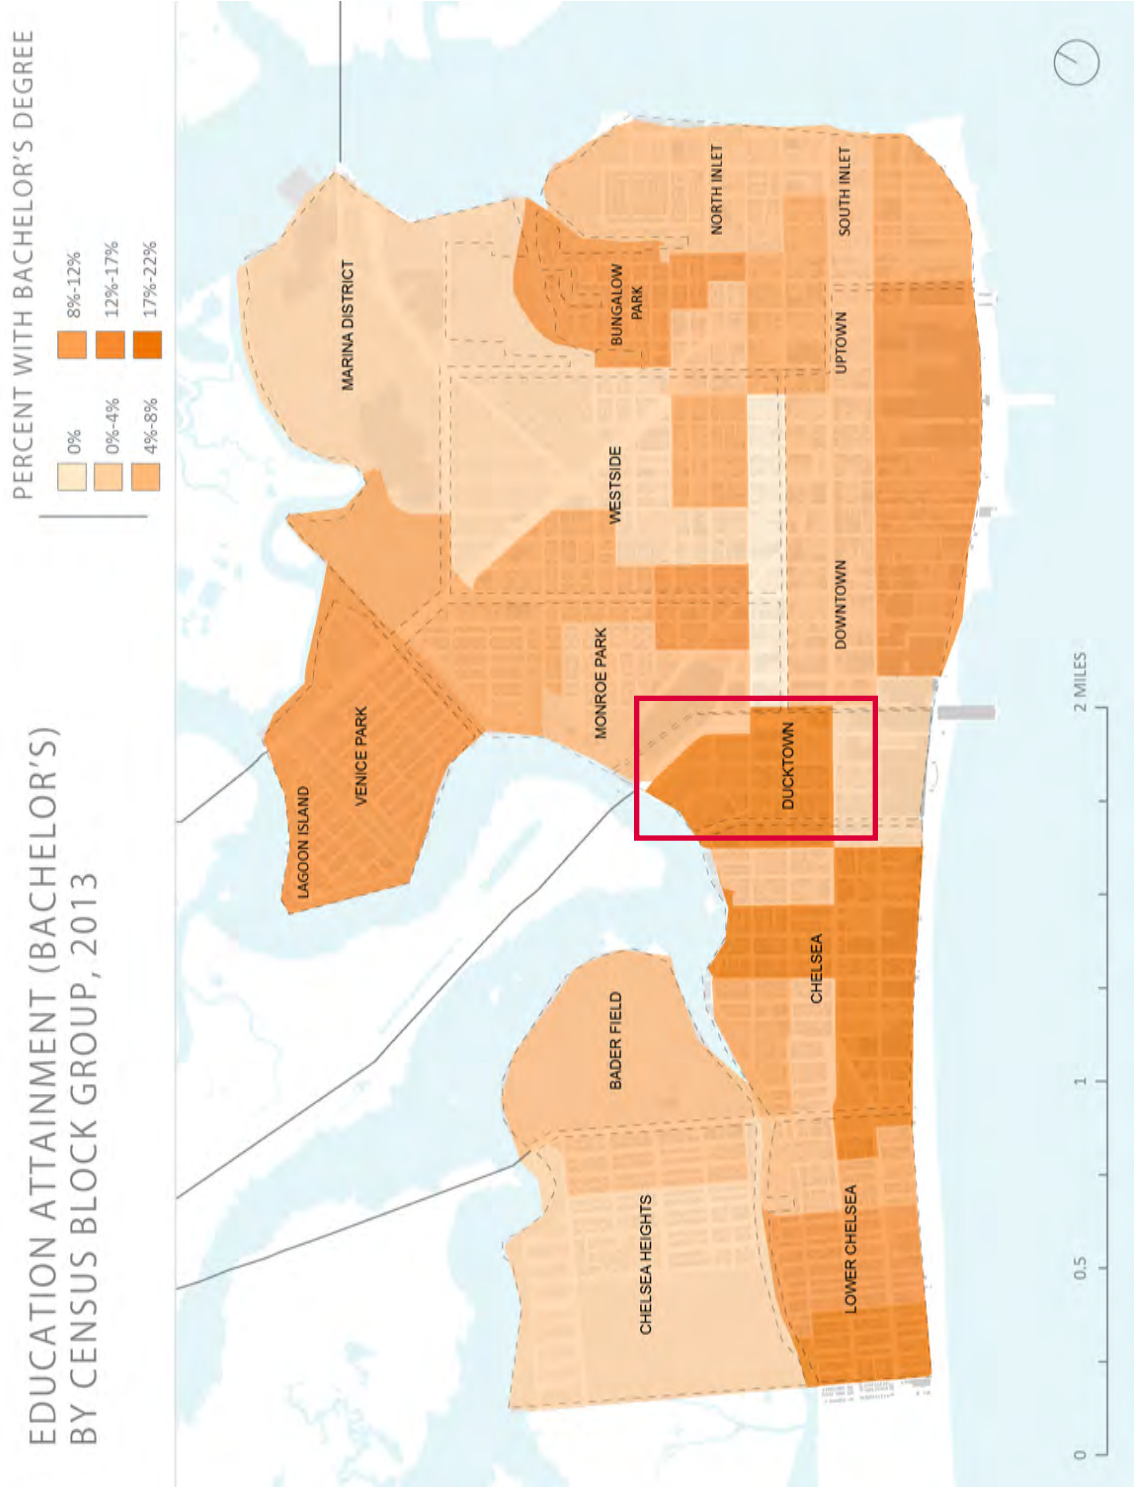 EDUCATION ATTAINMENT (BACHELOR'S)
BY CENSUS BLOCK GROUP, 2013
PERCENT WITH BACHELOR'S DEGREE
0%
8%-12%
0%-4%
12%-17%
4%-8%
17%-22%
LAGOON ISLAND
VENICE PARK
MARINA DISTRICT
BADER FIELD
MONROE PARK
WESTSIDE
BUNGALOW
PARK
CHELSEA HEIGHTS
NORTH INLET
DUCKTOWN
CHELSEA
LOWER CHELSEA
DOWNTOWN
UPTOWN
SOUTH INLET
0
0.5
1
2 MILES